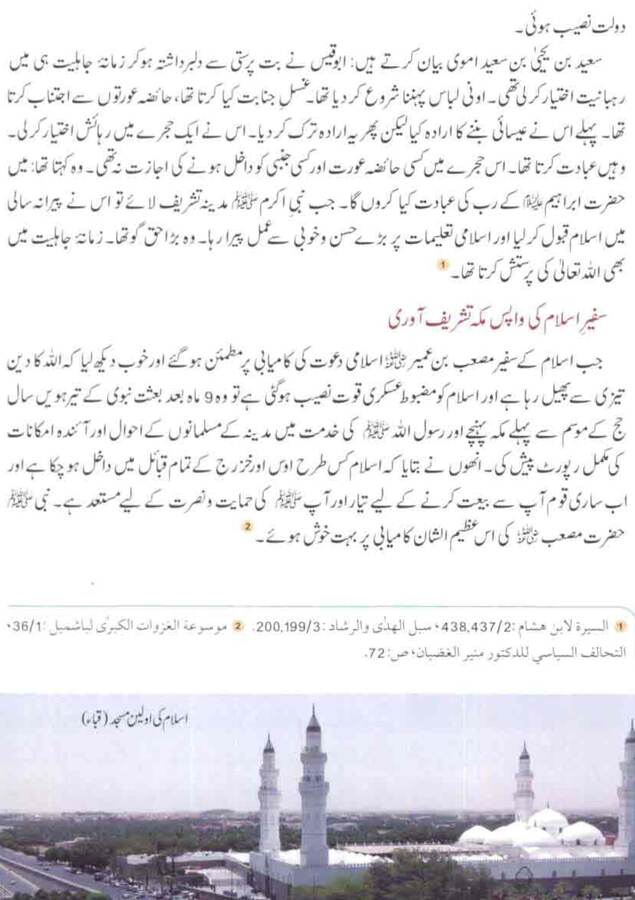 دولت نصیب ہوئی۔
سعید بن یحییٰ بن سعید اموی بیان کرتے ہیں: ابوقیس نے بت پرستی سے دلبرداشتہ ہوکر زمانۂ جاہلیت ہی میں
رہبانیت اختیار کرلی تھی۔ اونی لباس پہننا شروع کر دیا تھا۔ غسلِ جنابت کیا کرتا تھا، حائضہ عورتوں سے اجتناب کرتا
تھا۔ پہلے اس نے عیسائی بننے کا ارادہ کیا لیکن پھر یہ ارادہ ترک کر دیا۔ اس نے ایک حجرے میں رہائش اختیار کرلی۔
وہیں عبادت کرتا تھا۔ اس حجرے میں کسی حائضہ عورت اور کسی جنبی کو داخل ہونے کی اجازت نہ تھی۔ وہ کہتا تھا: میں
حضرت ابراہیم علیہ السلام کے رب کی عبادت کیا کروں گا۔ جب نبی اکرم ﷺ مدینہ تشریف لائے تو اس نے پیرانہ سالی
میں اسلام قبول کر لیا اور اسلامی تعلیمات پر بڑے حسن و خوبی سے عمل پیرا رہا۔ وہ بڑا حق گو تھا۔ زمانۂ جاہلیت میں
بھی اللہ تعالیٰ کی پرستش کرتا تھا۔ 1
سفیرِ اسلام کی واپس مکہ تشریف آوری
جب اسلام کے سفیر مصعب بن عمیر رضی اللہ عنہ اسلامی دعوت کی کامیابی پر مطمئن ہو گئے اور خوب دیکھ لیا کہ اللہ کا دین
تیزی سے پھیل رہا ہے اور اسلام کو مضبوط عسکری قوت نصیب ہوگئی ہے تو وہ 9 ماہ بعد بعثت نبوی کے تیرھویں سال
حج کے موسم سے پہلے مکہ پہنچے اور رسول اللہ ﷺ کی خدمت میں مدینہ کے مسلمانوں کے احوال اور آئندہ امکانات
کی مکمل رپورٹ پیش کی۔ انھوں نے بتایا کہ اسلام کس طرح اوس اور خزرج کے تمام قبائل میں داخل ہو چکا ہے اور
اب ساری قوم آپ سے بیعت کرنے کے لیے تیار اور آپ ﷺ کی حمایت و نصرت کے لیے مستعد ہے۔ نبی ﷺ
حضرت مصعب رضی اللہ عنہ کی اس عظیم الشان کامیابی پر بہت خوش ہوئے۔ 2
1 السيرة لابن هشام: 438,437/2، سبل الهدٰی والرشاد: 200,199/3. 2 موسوعة الغزوات الكبرٰی لباشميل: 36/1،
التحالف السياسي للدكتور منير الغضبان، ص: 72.
اسلام کی اولین مسجد (قباء)